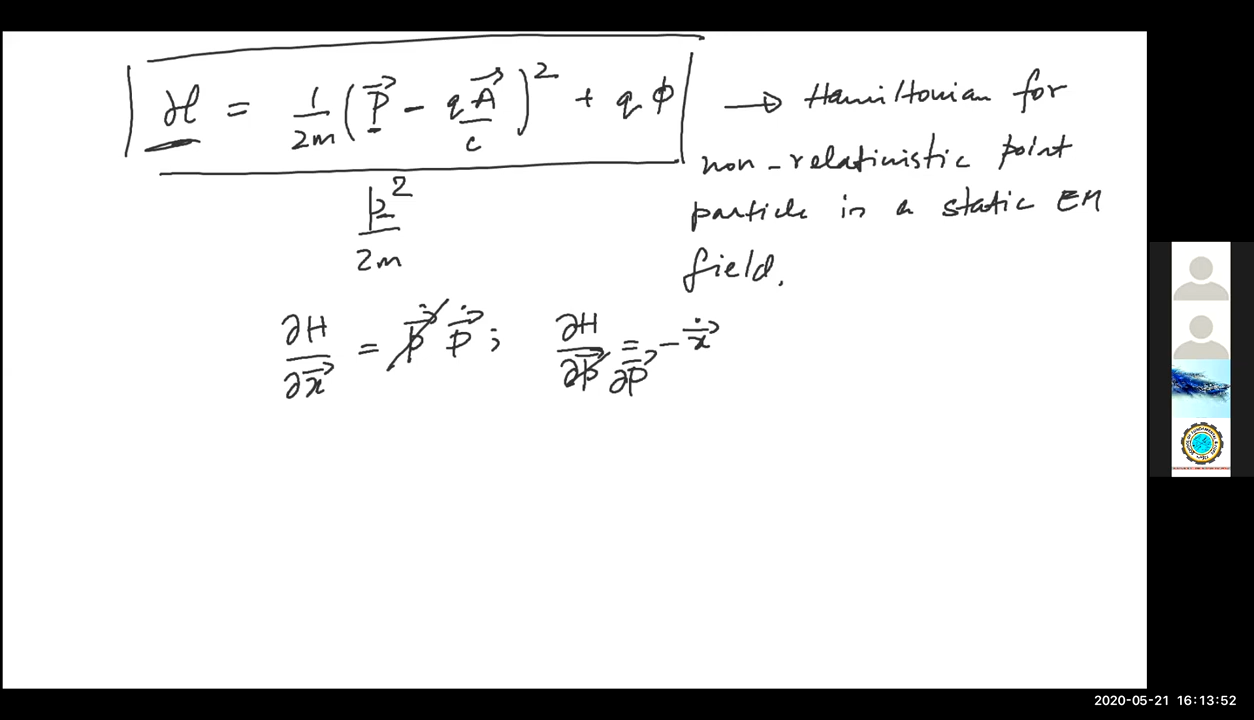 ℋ = 1/2m (P⃗ - qA⃗/c)² + qϕ → Hamiltonian for
non-relativistic point
particle in a static EM
field.
p²/2m
∂H/∂x⃗ = P⃗̇ ; ∂H/∂P⃗ = -x⃗̇
2020-05-21 16:13:52